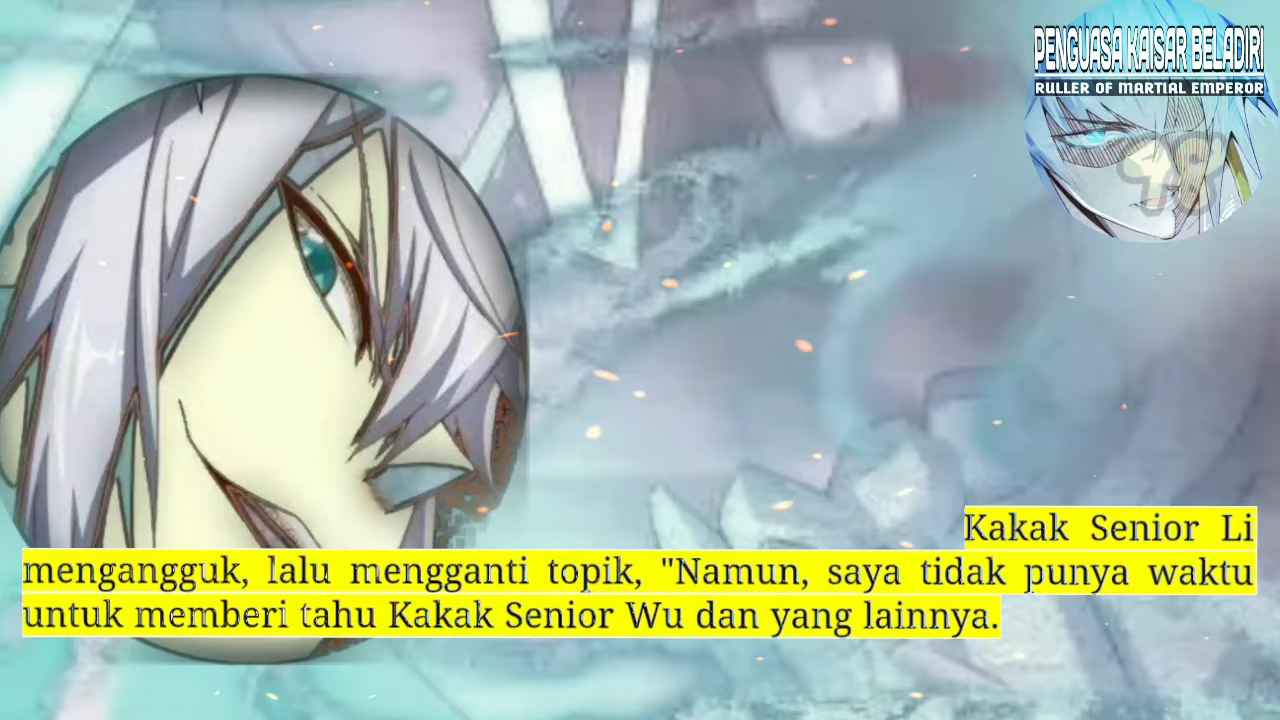 PENGUASA KAISAR BELADIRI
RULLER OF MARTIAL EMPEROR
Kakak Senior Li
mengangguk, lalu mengganti topik, "Namun, saya tidak punya waktu
untuk memberi tahu Kakak Senior Wu dan yang lainnya.